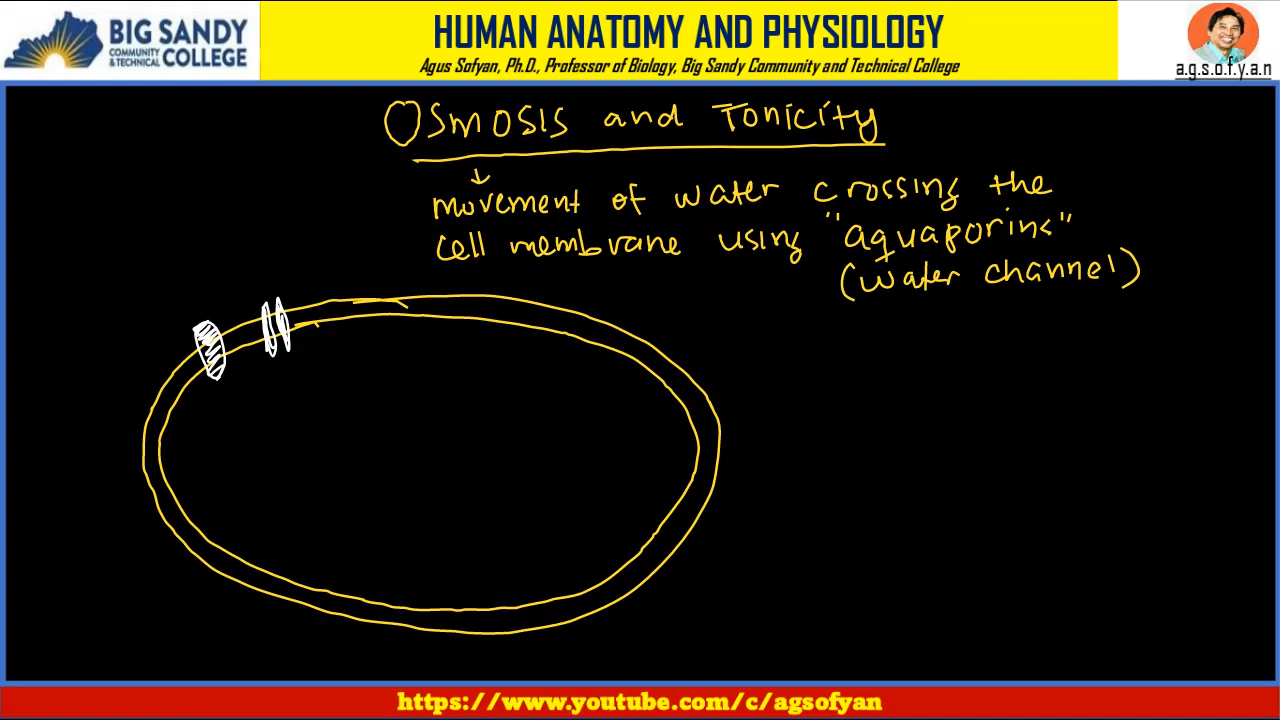 BIG SANDY
COMMUNITY
& TECHNICAL COLLEGE
HUMAN ANATOMY AND PHYSIOLOGY
Agus Sofyan, Ph.D., Professor of Biology, Big Sandy Community and Technical College
a.g.s.o.f.y.a.n
Osmosis and Tonicity
movement of water crossing the
cell membrane using "aquaporins"
(water channel)
https://www.youtube.com/c/agsofyan